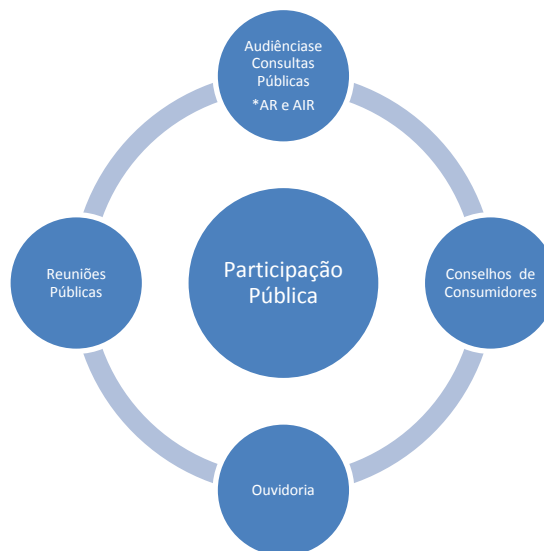 Audiênciase
Consultas
Públicas
*AR e AIR
Reuniões
Públicas
Participação
Pública
Conselhos de
Consumidores
Ouvidoria